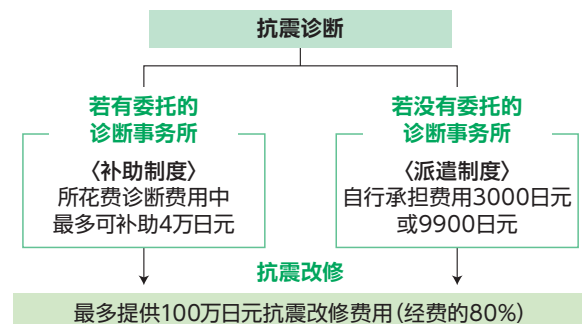 抗震诊断
若有委托的
诊断事务所
〈补助制度〉
所花费诊断费用中
最多可补助4万日元
若没有委托的
诊断事务所
〈派遣制度〉
自行承担费用3000日元
或9900日元
抗震改修
最多提供100万日元抗震改修费用(经费的80%)